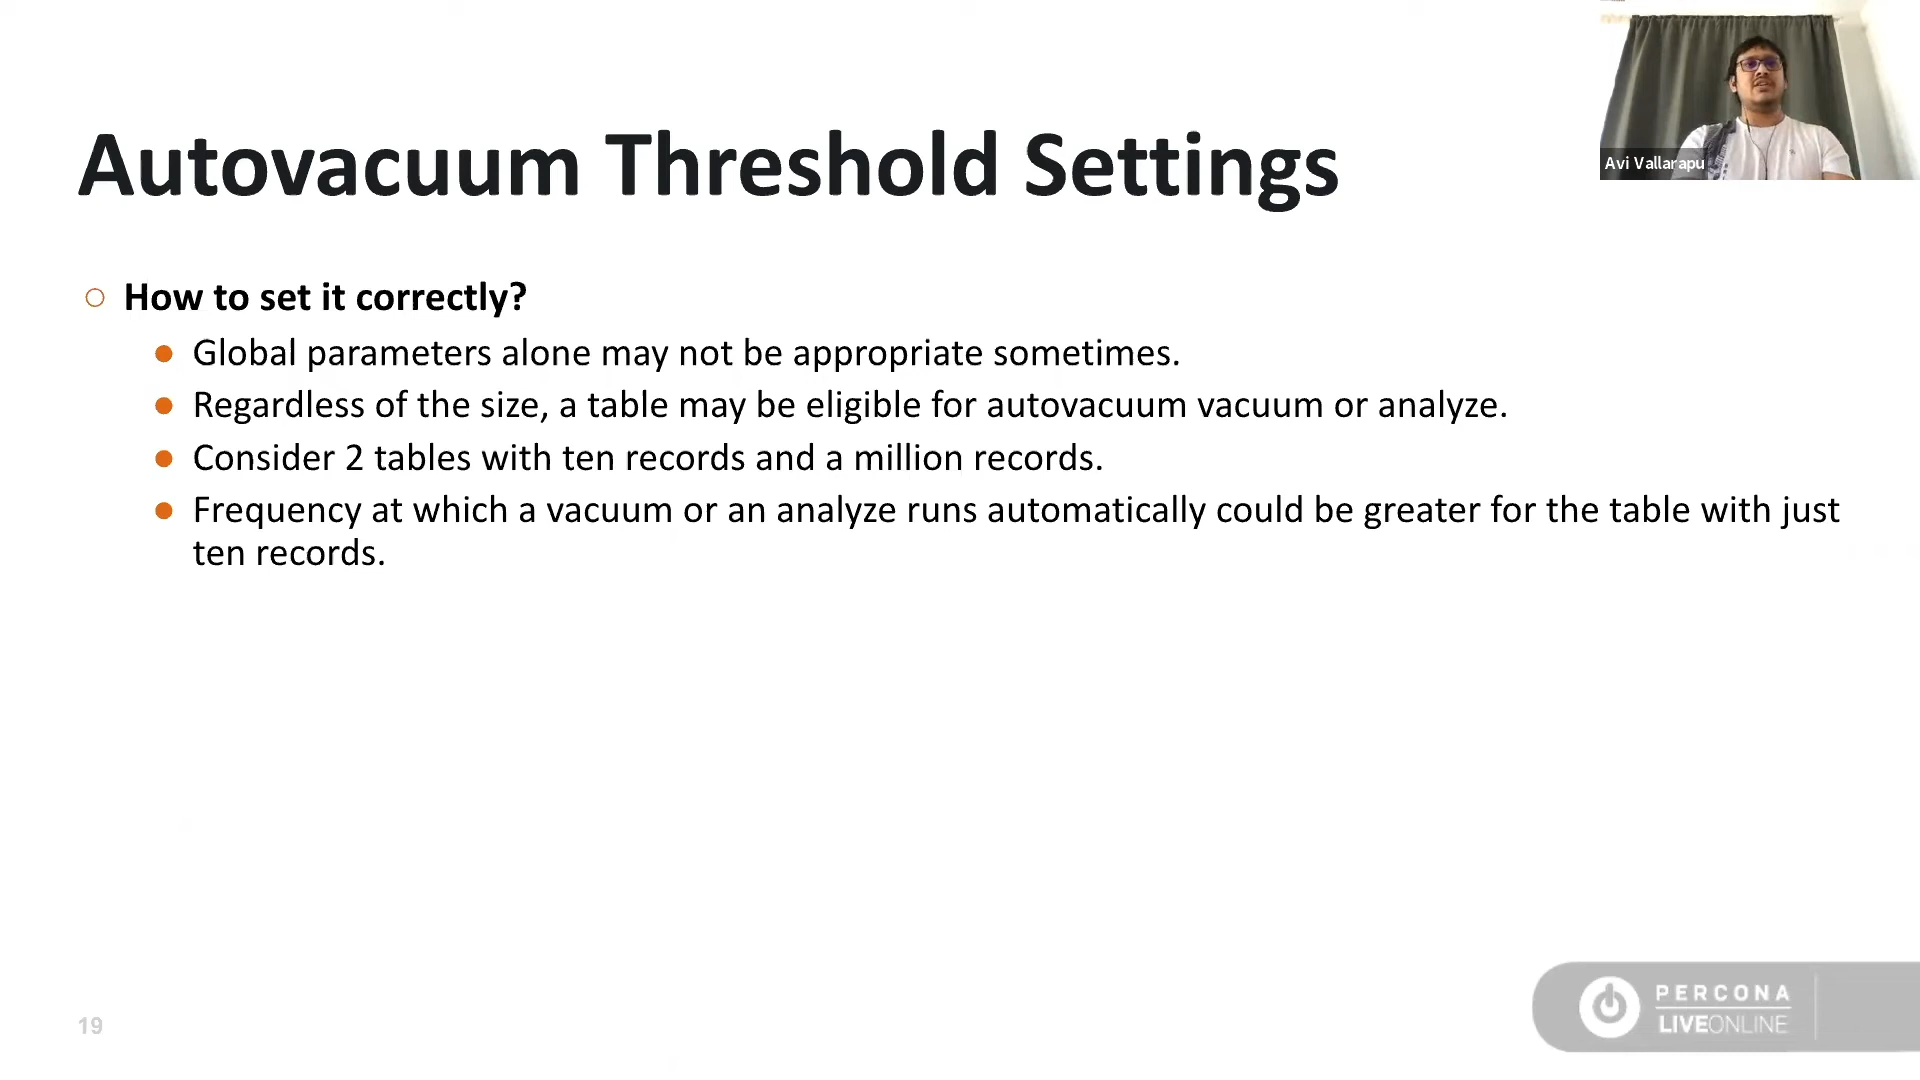 Autovacuum Threshold Settings
Avi Vallarapu
How to set it correctly?
Global parameters alone may not be appropriate sometimes.
Regardless of the size, a table may be eligible for autovacuum vacuum or analyze.
Consider 2 tables with ten records and a million records.
Frequency at which a vacuum or an analyze runs automatically could be greater for the table with just
ten records.
19
PERCONA
LIVEONLINE